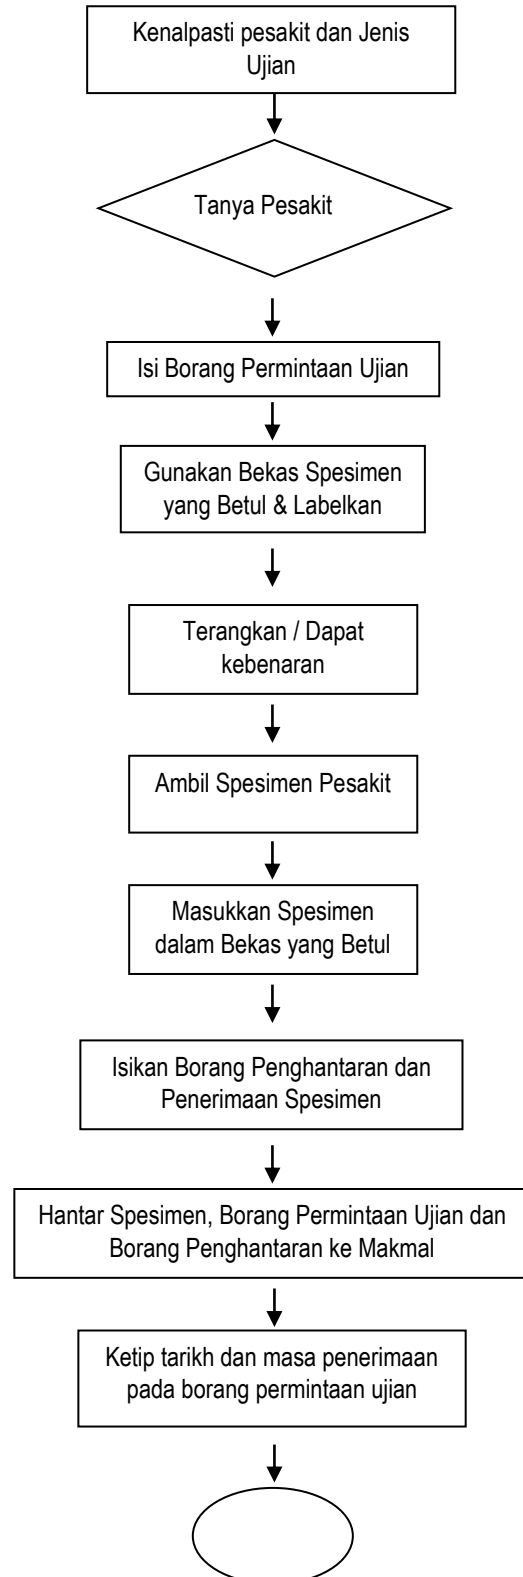 Kenalpasti pesakit dan Jenis
Ujian
Tanya Pesakit
Isi Borang Permintaan Ujian
Gunakan Bekas Spesimen
yang Betul & Labelkan
Terangkan / Dapat
kebenaran
Ambil Spesimen Pesakit
Masukkan Spesimen
dalam Bekas yang Betul
Isikan Borang Penghantaran dan
Penerimaan Spesimen
Hantar Spesimen, Borang Permintaan Ujian dan
Borang Penghantaran ke Makmal
Ketip tarikh dan masa penerimaan
pada borang permintaan ujian